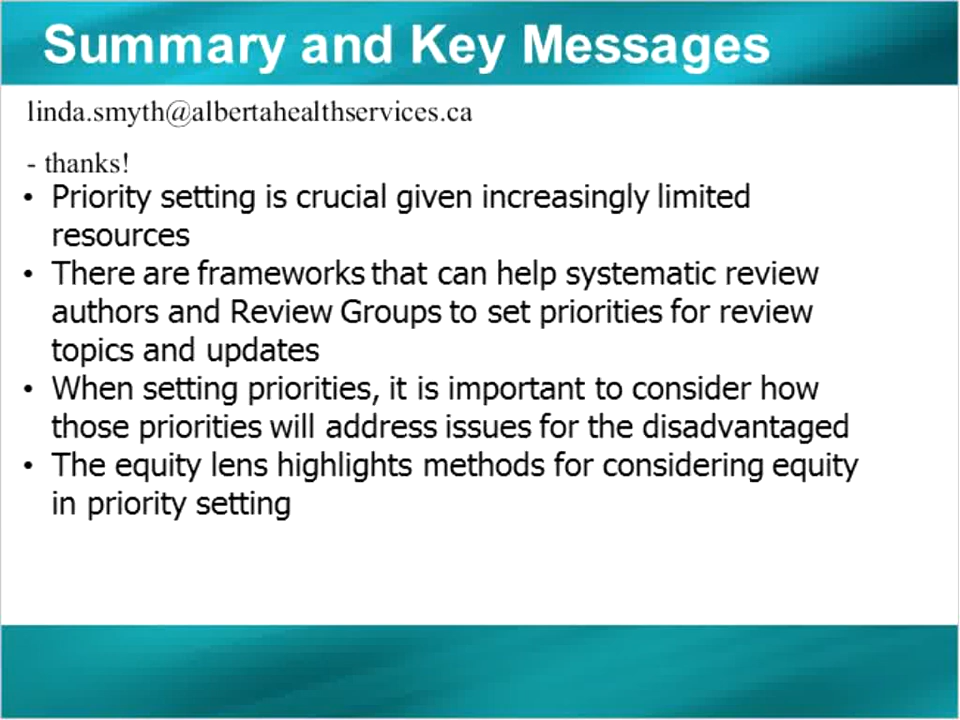 Summary and Key Messages
linda.smyth@albertahealthservices.ca
- thanks!
• Priority setting is crucial given increasingly limited
resources
• There are frameworks that can help systematic review
authors and Review Groups to set priorities for review
topics and updates
• When setting priorities, it is important to consider how
those priorities will address issues for the disadvantaged
• The equity lens highlights methods for considering equity
in priority setting